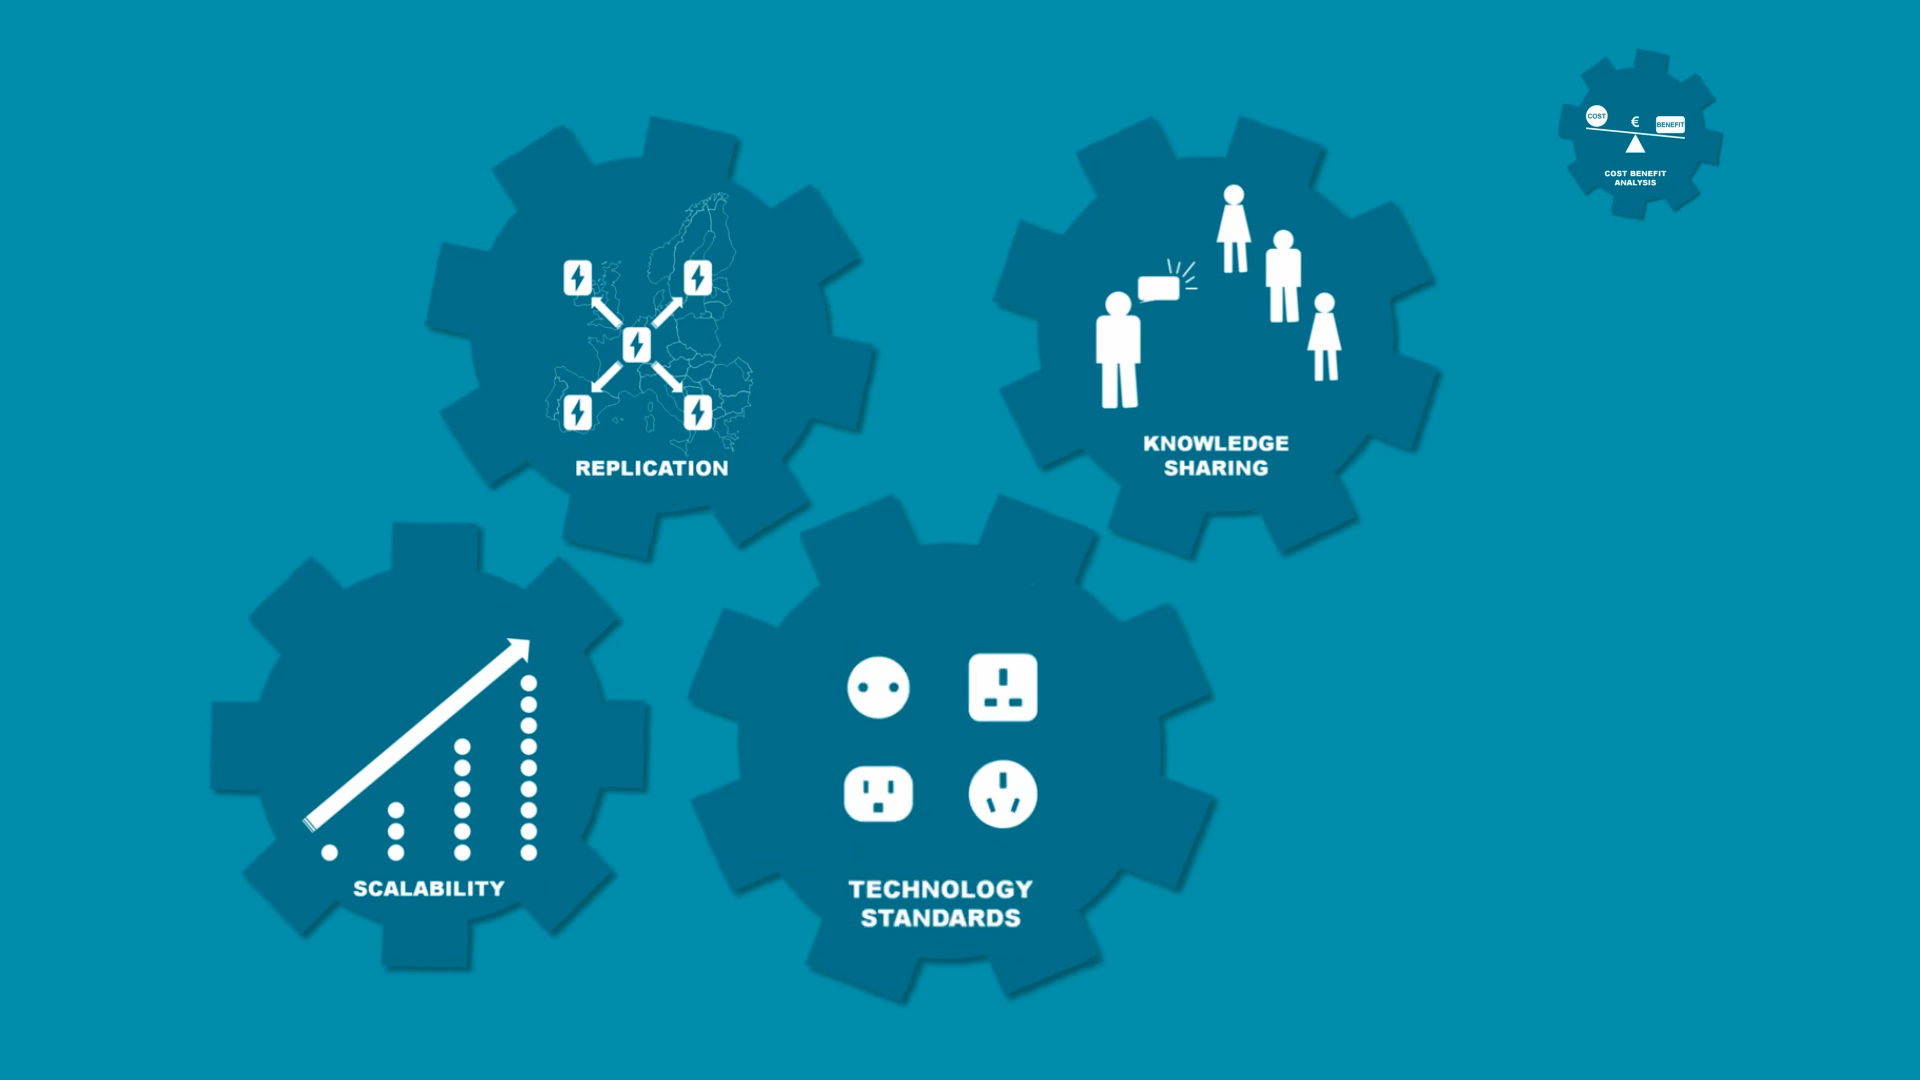 COST
€
BENEFIT
COST BENEFIT
ANALYSIS
REPLICATION
KNOWLEDGE
SHARING
SCALABILITY
TECHNOLOGY
STANDARDS